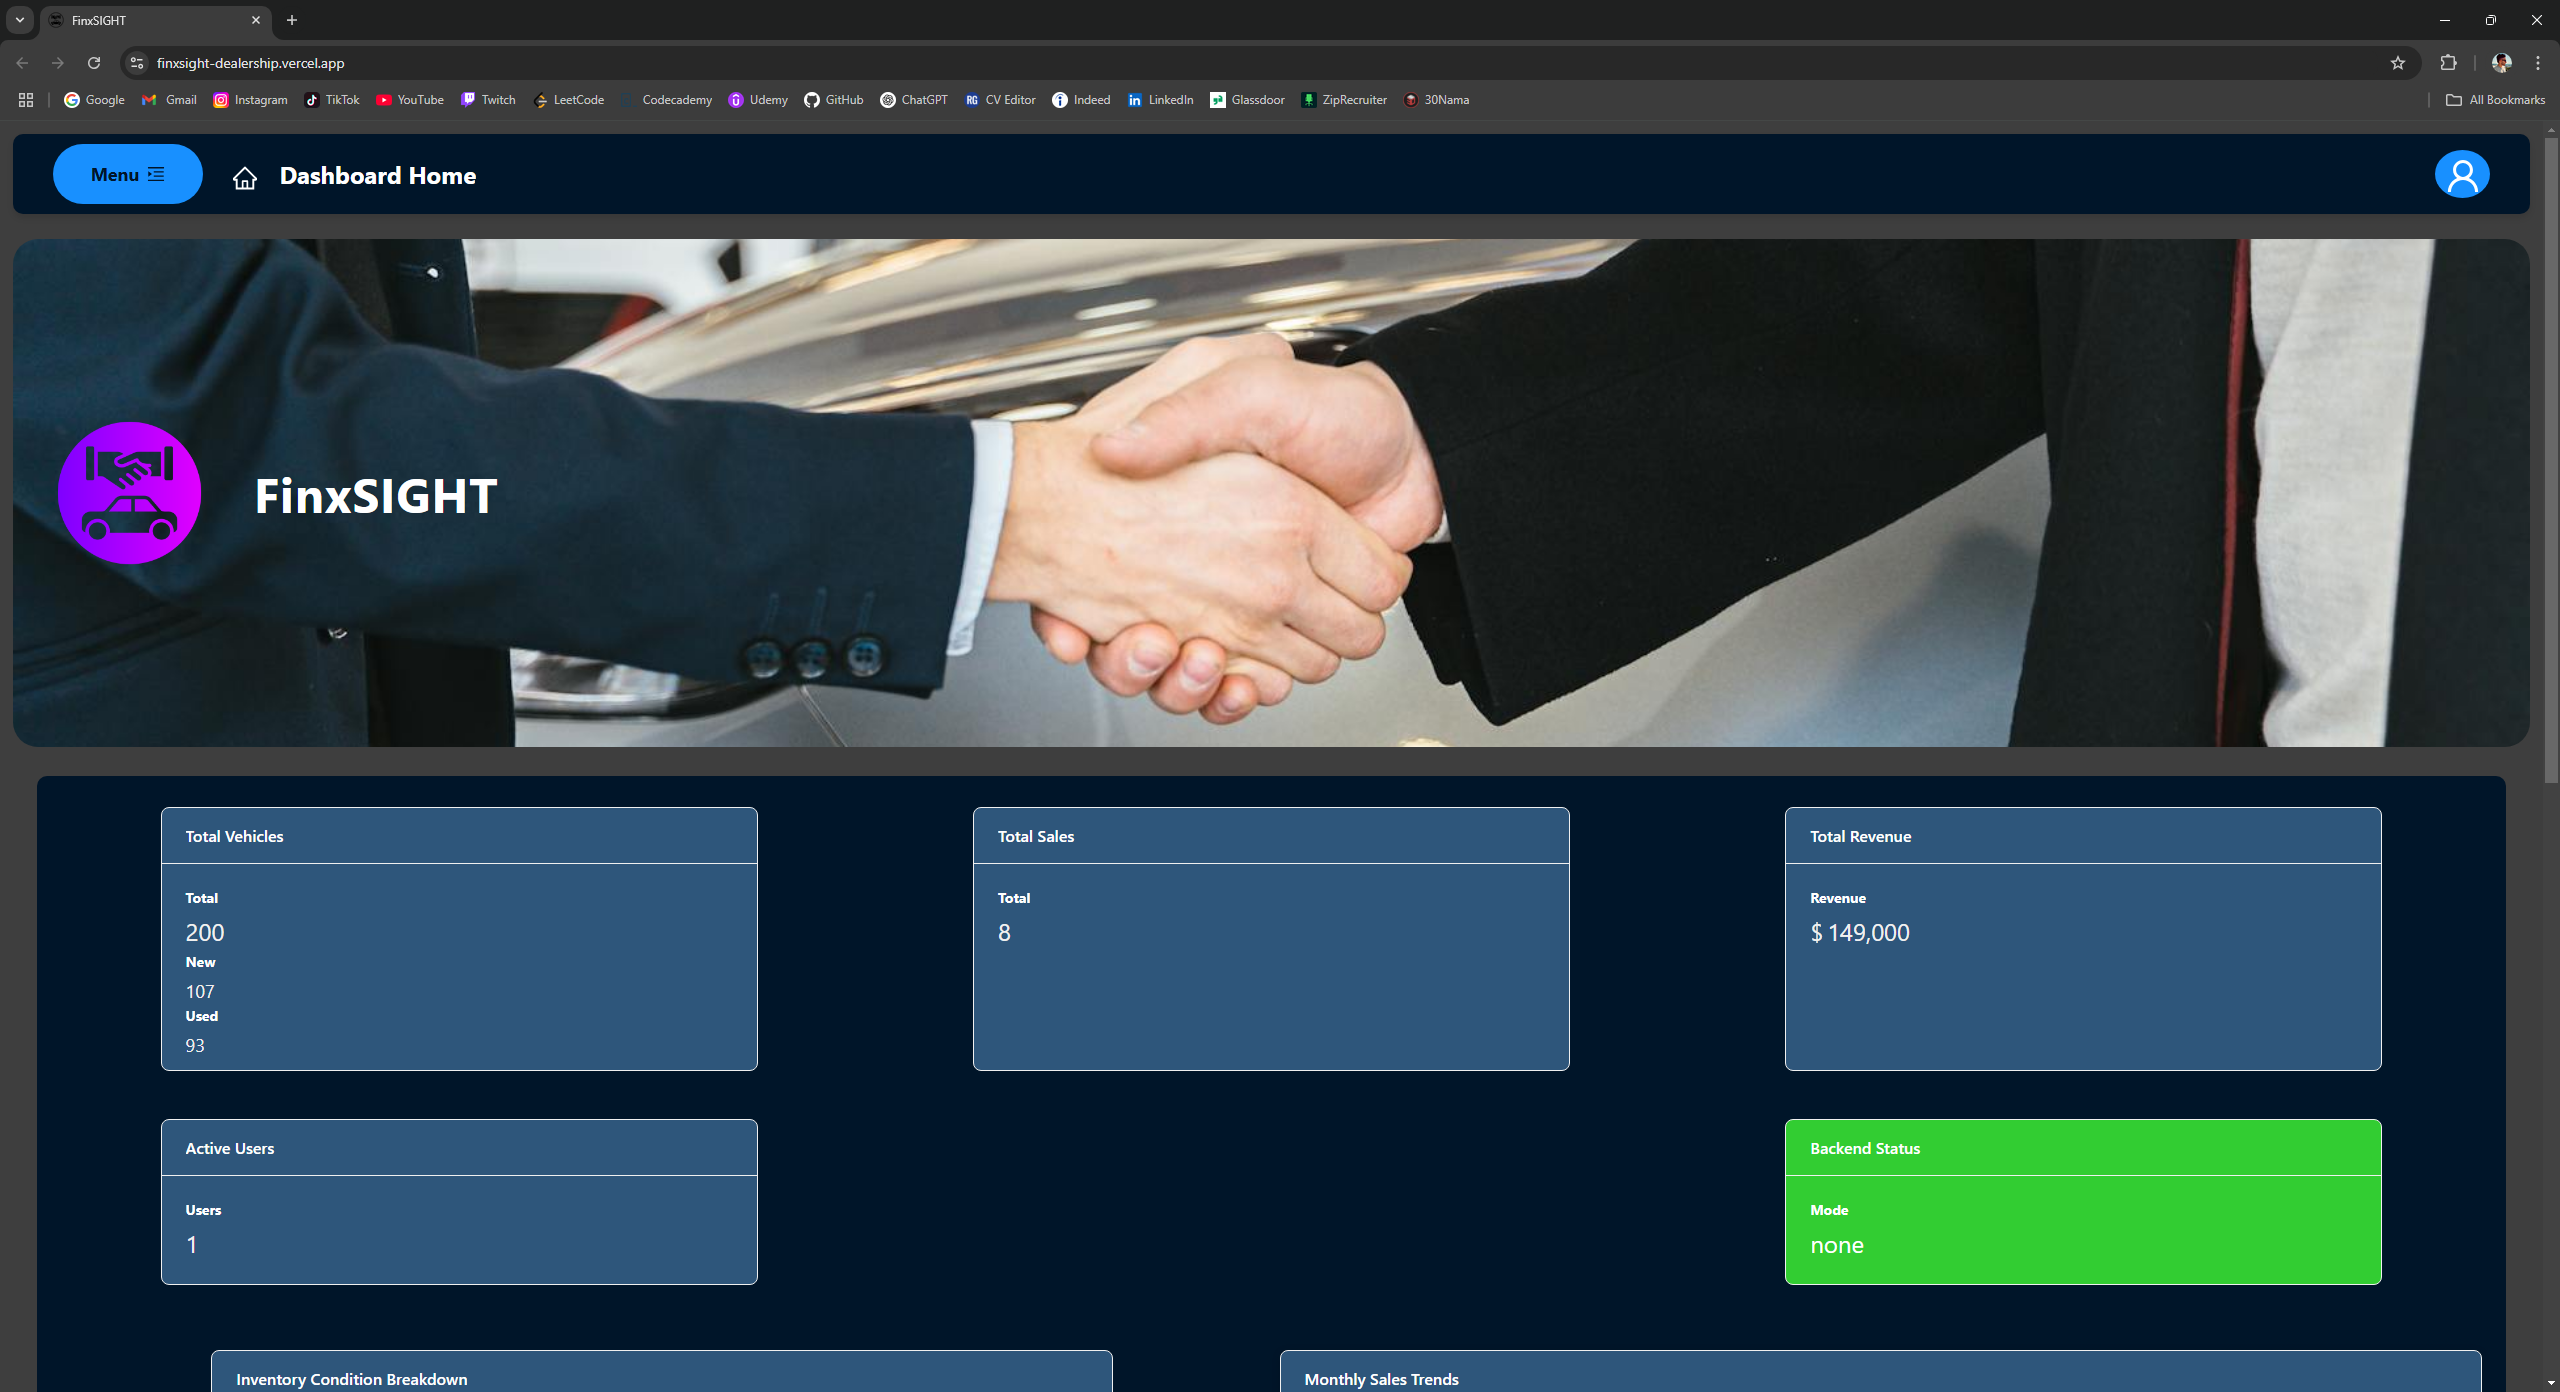 FinxSIGHT
finxsight-dealership.vercel.app
Google Gmail Instagram TikTok YouTube Twitch LeetCode Codecademy Udemy GitHub ChatGPT RG CV Editor Indeed LinkedIn Glassdoor ZipRecruiter 30Nama All Bookmarks
Menu Dashboard Home
FinxSIGHT
Total Vehicles
Total
200
New
107
Used
93
Total Sales
Total
8
Total Revenue
Revenue
$ 149,000
Active Users
Users
1
Backend Status
Mode
none
Inventory Condition Breakdown
Monthly Sales Trends